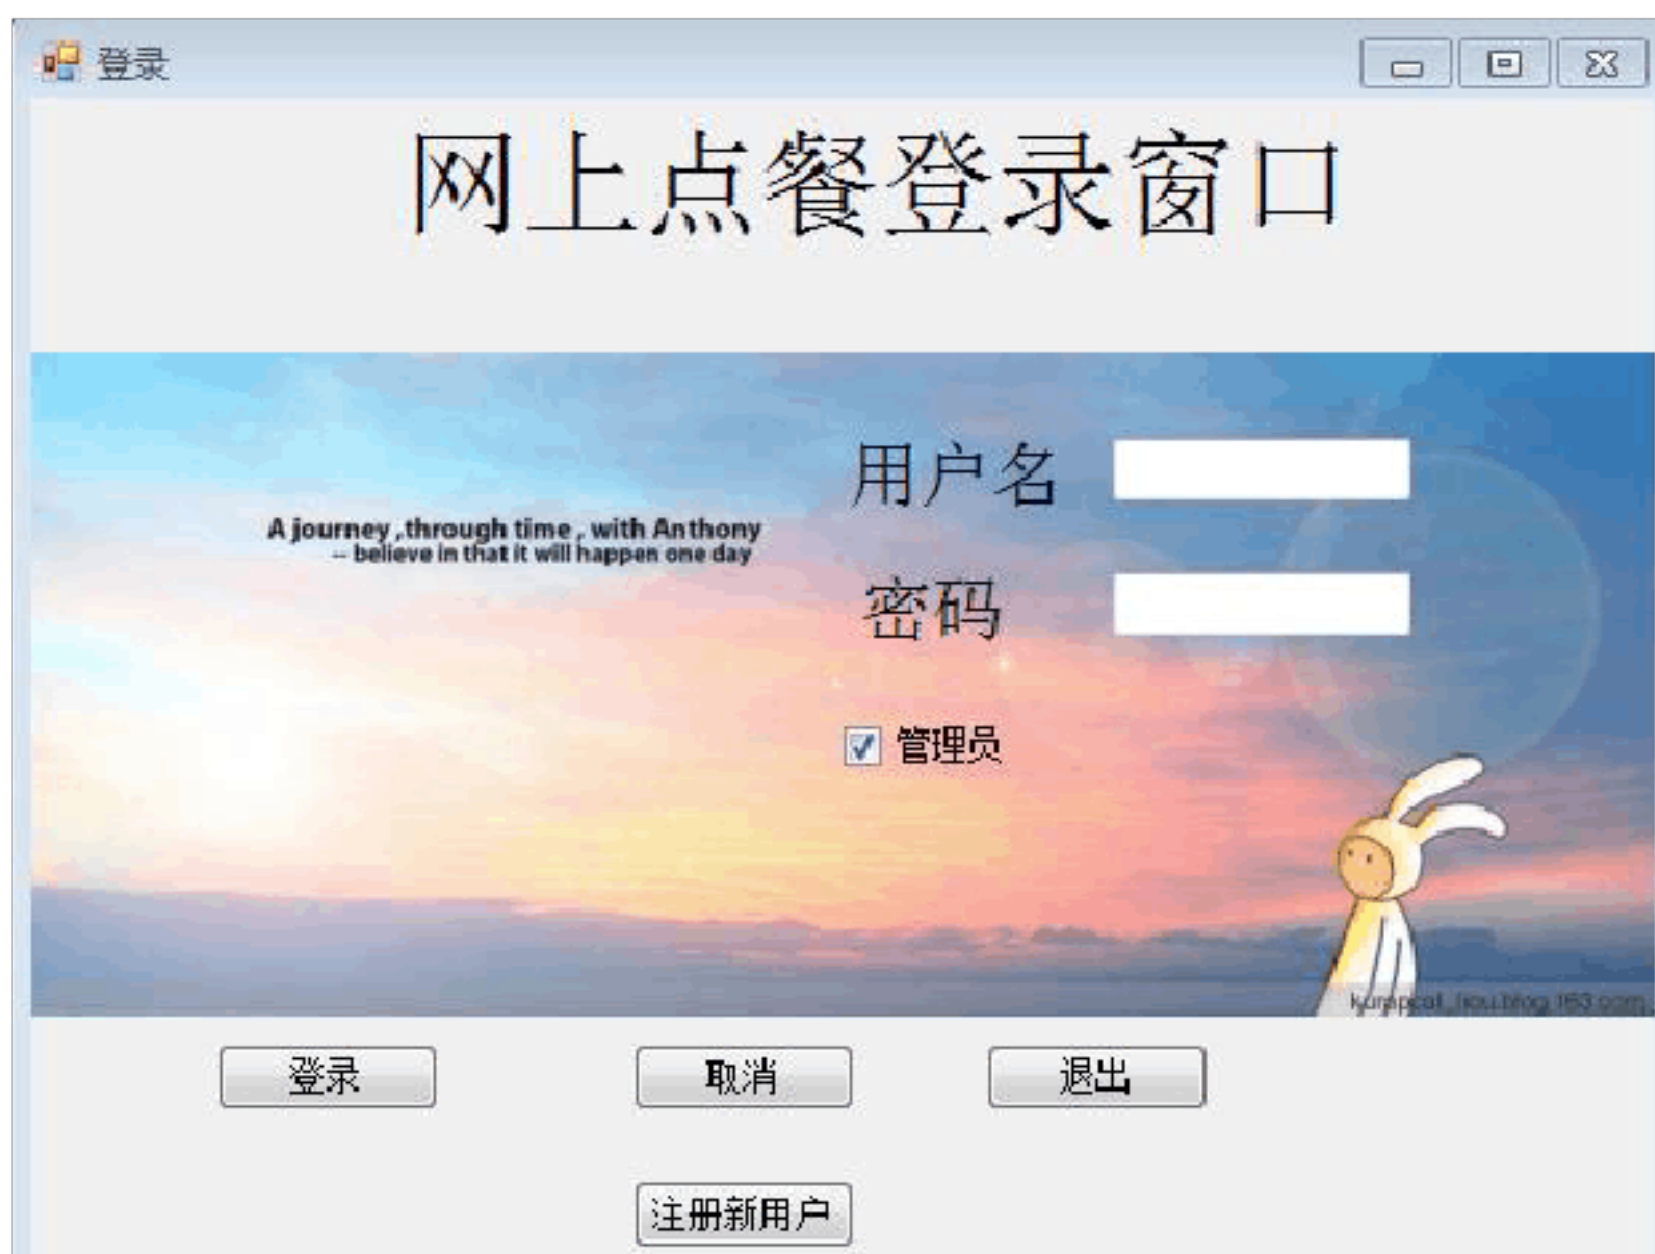 登录
网上点餐登录窗口
用户名
A journey ,through time , with Anthony
-- believe in that it will happen one day
密码
管理员
登录 取消 退出
注册新用户